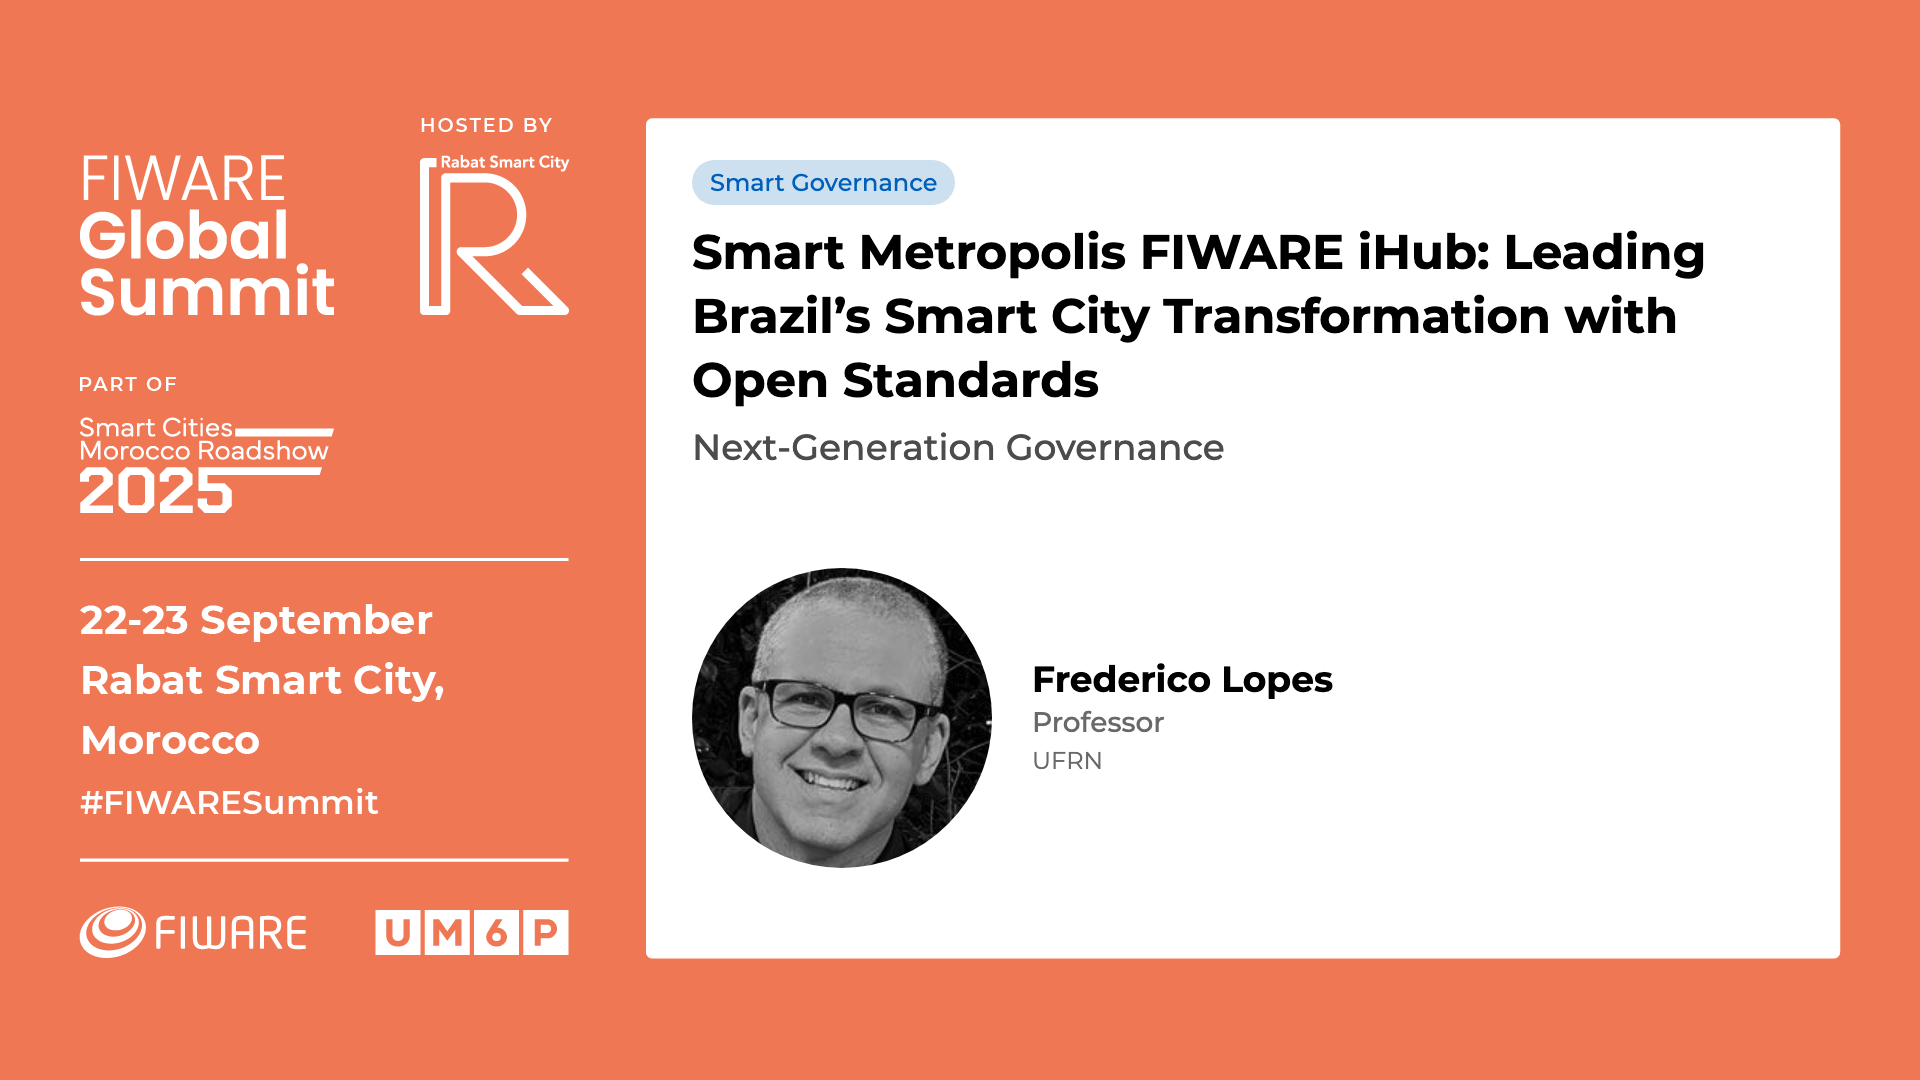 FIWARE
Global
Summit
HOSTED BY
Rabat Smart City
R
PART OF
Smart Cities
Morocco Roadshow
2025
22-23 September
Rabat Smart City,
Morocco
#FIWARESummit
FIWARE
UM6P
Smart Governance
Smart Metropolis FIWARE iHub: Leading
Brazil’s Smart City Transformation with
Open Standards
Next-Generation Governance
Frederico Lopes
Professor
UFRN